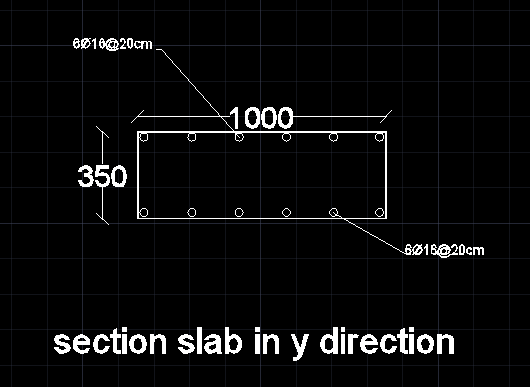 6Ø16@20cm
1000
350
6Ø16@20cm
section slab in y direction